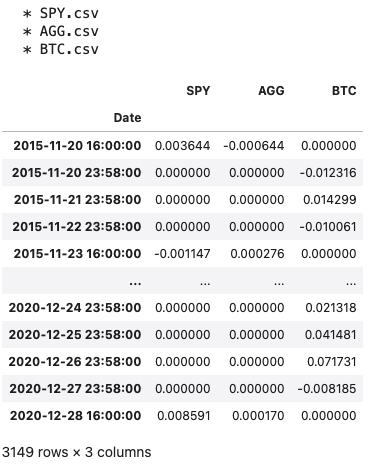 * SPY.csv
* AGG.csv
* BTC.csv
SPY AGG BTC
Date
2015-11-20 16:00:00 0.003644 -0.000644 0.000000
2015-11-20 23:58:00 0.000000 0.000000 -0.012316
2015-11-21 23:58:00 0.000000 0.000000 0.014299
2015-11-22 23:58:00 0.000000 0.000000 -0.010061
2015-11-23 16:00:00 -0.001147 0.000276 0.000000
... ... ... ...
2020-12-24 23:58:00 0.000000 0.000000 0.021318
2020-12-25 23:58:00 0.000000 0.000000 0.041481
2020-12-26 23:58:00 0.000000 0.000000 0.071731
2020-12-27 23:58:00 0.000000 0.000000 -0.008185
2020-12-28 16:00:00 0.008591 0.000170 0.000000
3149 rows × 3 columns